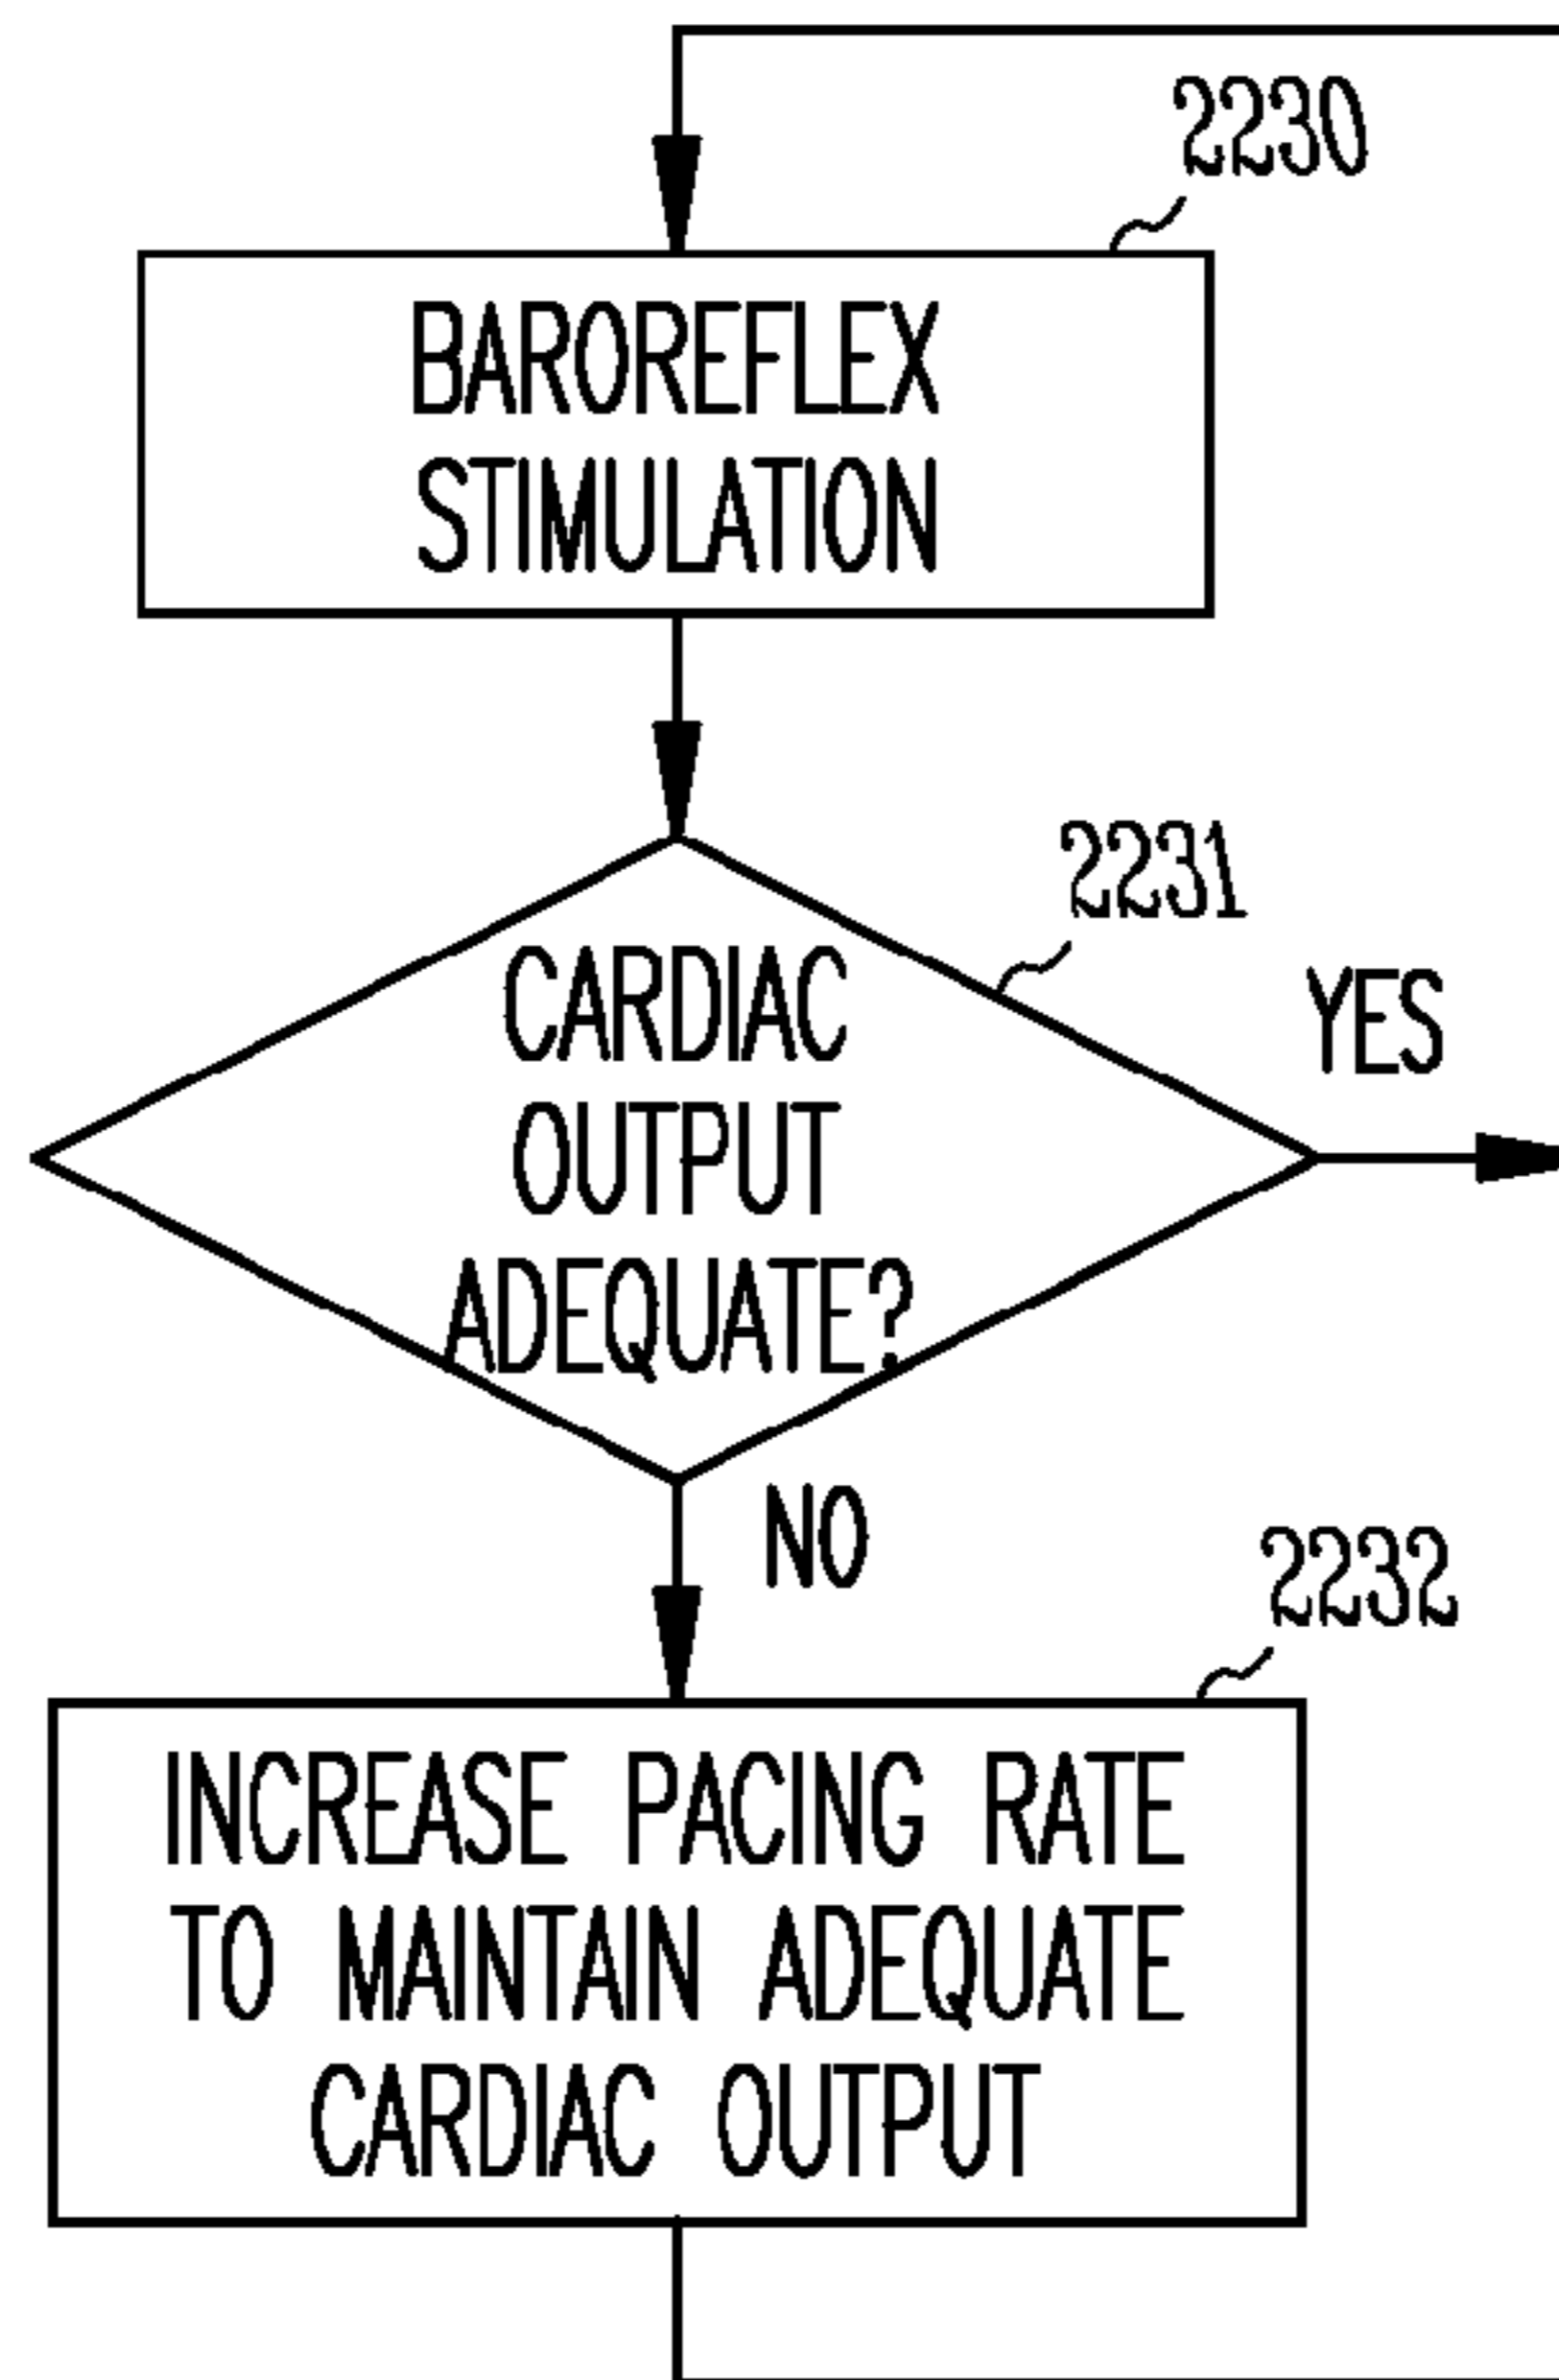 2230
BAROREFLEX
STIMULATION
2231
CARDIAC
OUTPUT
ADEQUATE?
YES
NO
2232
INCREASE PACING RATE
TO MAINTAIN ADEQUATE
CARDIAC OUTPUT